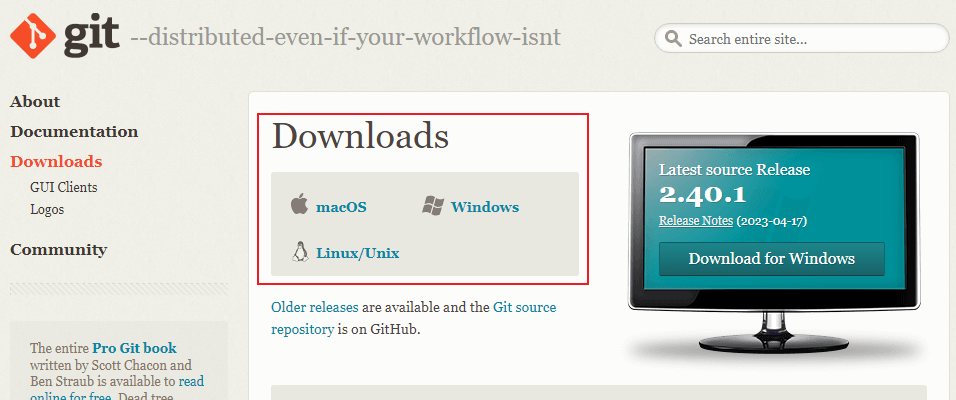 git --distributed-even-if-your-workflow-isnt
Search entire site...
About
Documentation
Downloads
GUI Clients
Logos
Community
The entire Pro Git book
written by Scott Chacon and
Ben Straub is available to read
online for free. Dead tree
Downloads
macOS
Windows
Linux/Unix
Older releases are available and the Git source
repository is on GitHub.
Latest source Release
2.40.1
Release Notes (2023-04-17)
Download for Windows